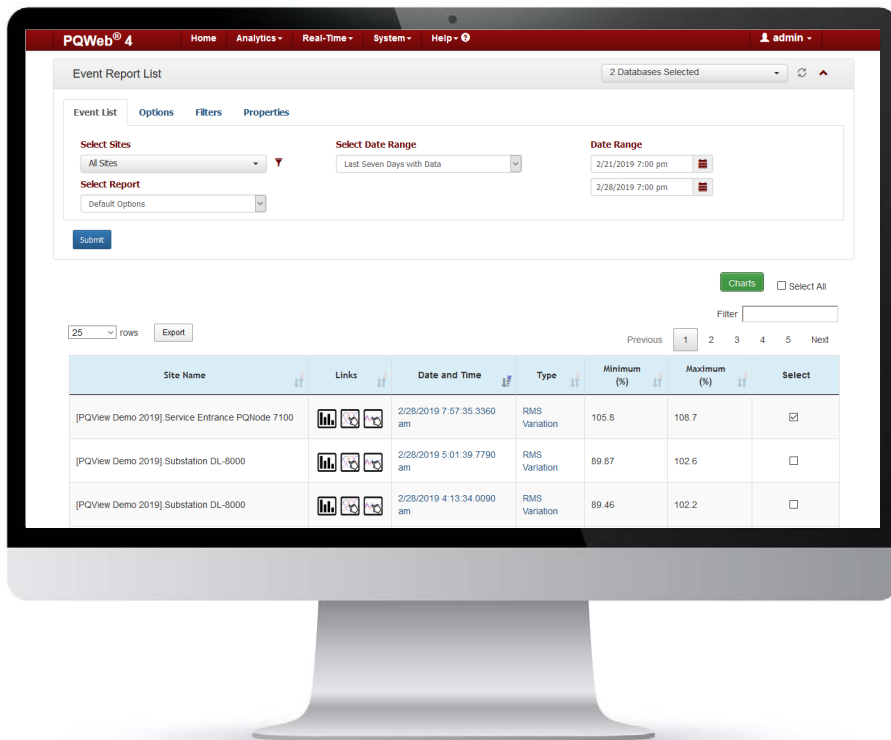 PQWeb® 4 Home Analytics Real-Time System Help admin
Event Report List 2 Databases Selected
Event List Options Filters Properties
Select Sites Select Date Range Date Range
All Sites Last Seven Days with Data 2/21/2019 7:00 pm
Select Report 2/28/2019 7:00 pm
Default Options
Submit
Charts Select All
Filter
25 rows Export Previous 1 2 3 4 5 Next
Site Name Links Date and Time Type Minimum (%) Maximum (%) Select
[PQView Demo 2019].Service Entrance PQNode 7100 2/28/2019 7:57:35.3360 am RMS Variation 105.8 108.7
[PQView Demo 2019].Substation DL-8000 2/28/2019 5:01:39.7790 am RMS Variation 89.87 102.6
[PQView Demo 2019].Substation DL-8000 2/28/2019 4:13:34.0090 am RMS Variation 89.46 102.2